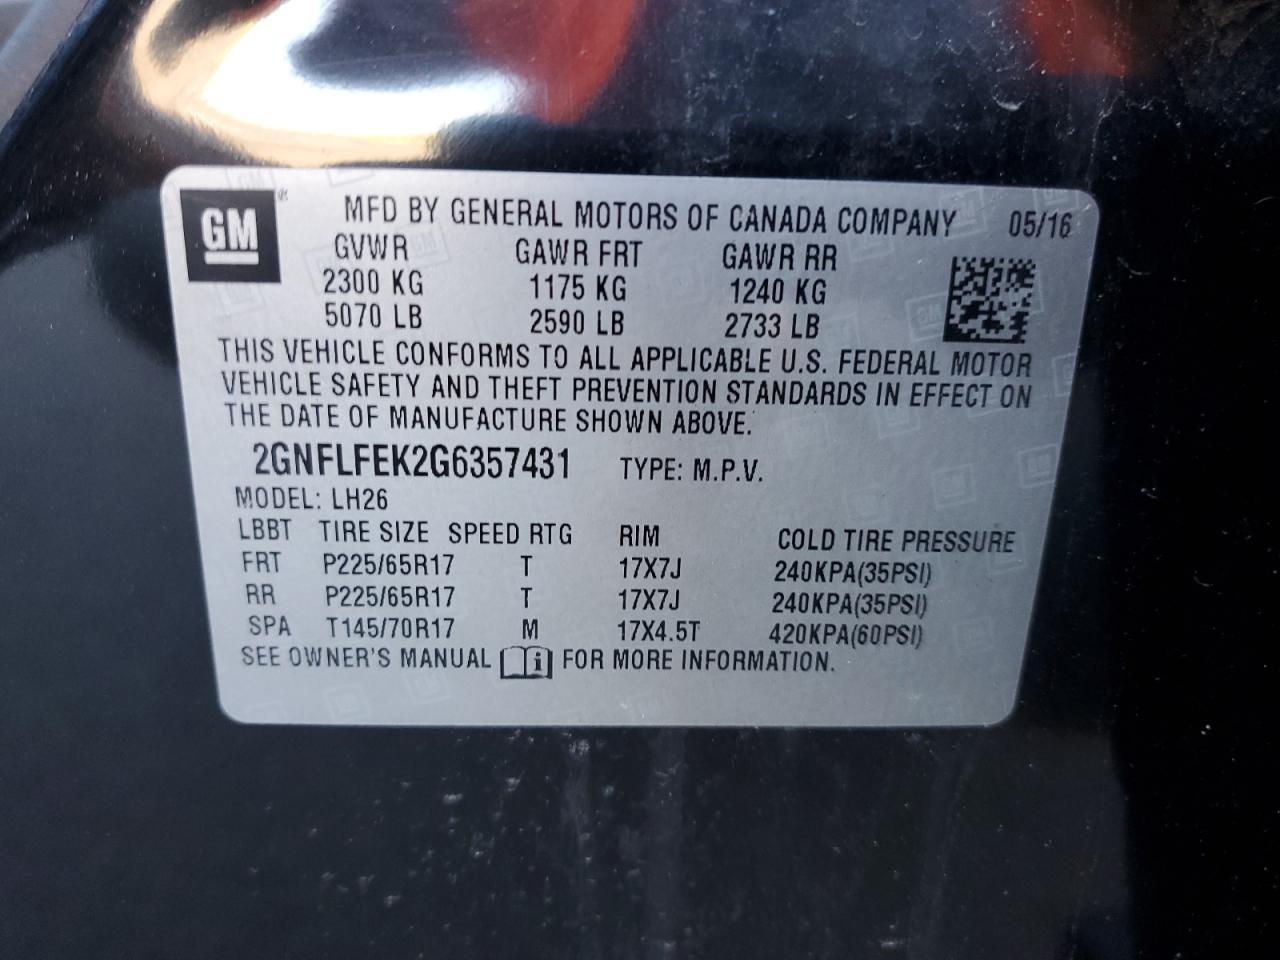 GM ® MFD BY GENERAL MOTORS OF CANADA COMPANY 05/16
GVWR GAWR FRT GAWR RR
2300 KG 1175 KG 1240 KG
5070 LB 2590 LB 2733 LB
THIS VEHICLE CONFORMS TO ALL APPLICABLE U.S. FEDERAL MOTOR
VEHICLE SAFETY AND THEFT PREVENTION STANDARDS IN EFFECT ON
THE DATE OF MANUFACTURE SHOWN ABOVE.
2GNFLFEK2G6357431 TYPE: M.P.V.
MODEL: LH26
LBBT TIRE SIZE SPEED RTG RIM COLD TIRE PRESSURE
FRT P225/65R17 T 17X7J 240KPA(35PSI)
RR P225/65R17 T 17X7J 240KPA(35PSI)
SPA T145/70R17 M 17X4.5T 420KPA(60PSI)
SEE OWNER'S MANUAL i FOR MORE INFORMATION.